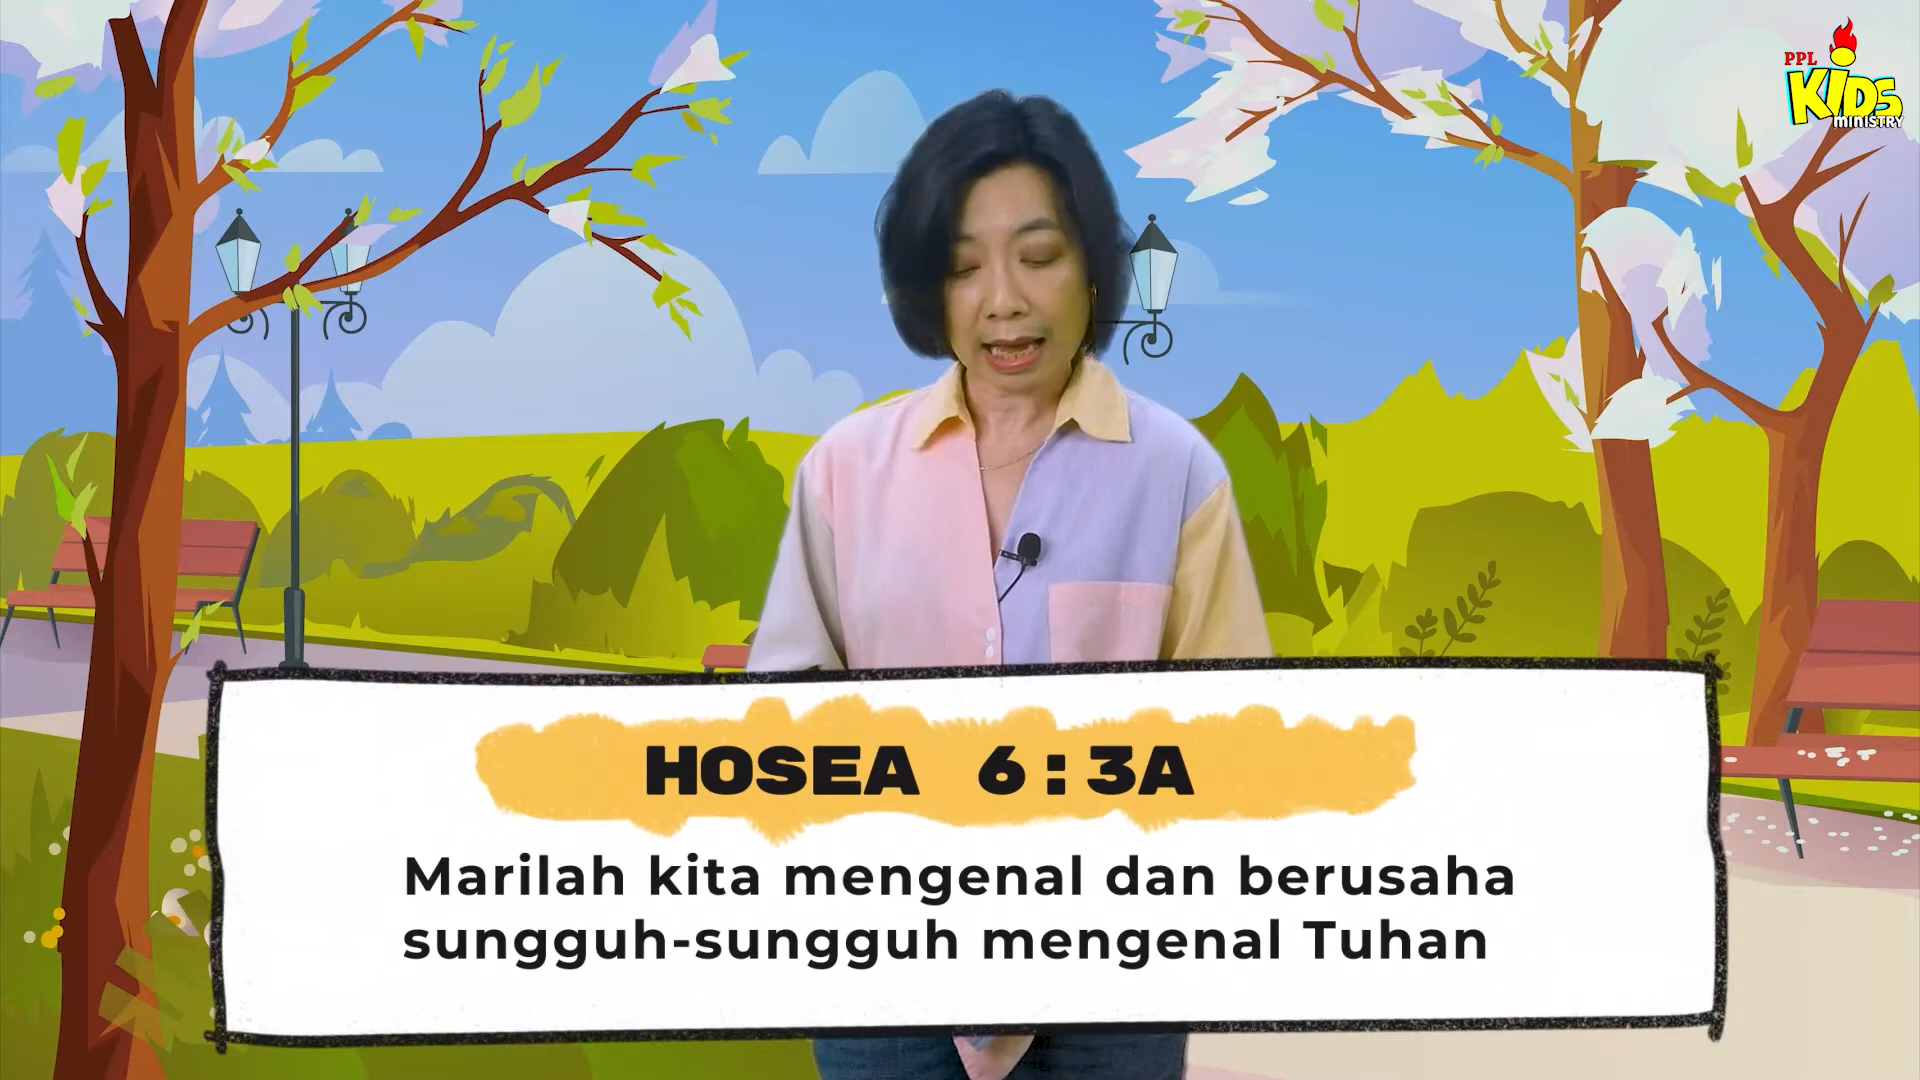 PPL
KIDS
MINISTRY
HOSEA 6:3A
Marilah kita mengenal dan berusaha
sungguh-sungguh mengenal Tuhan